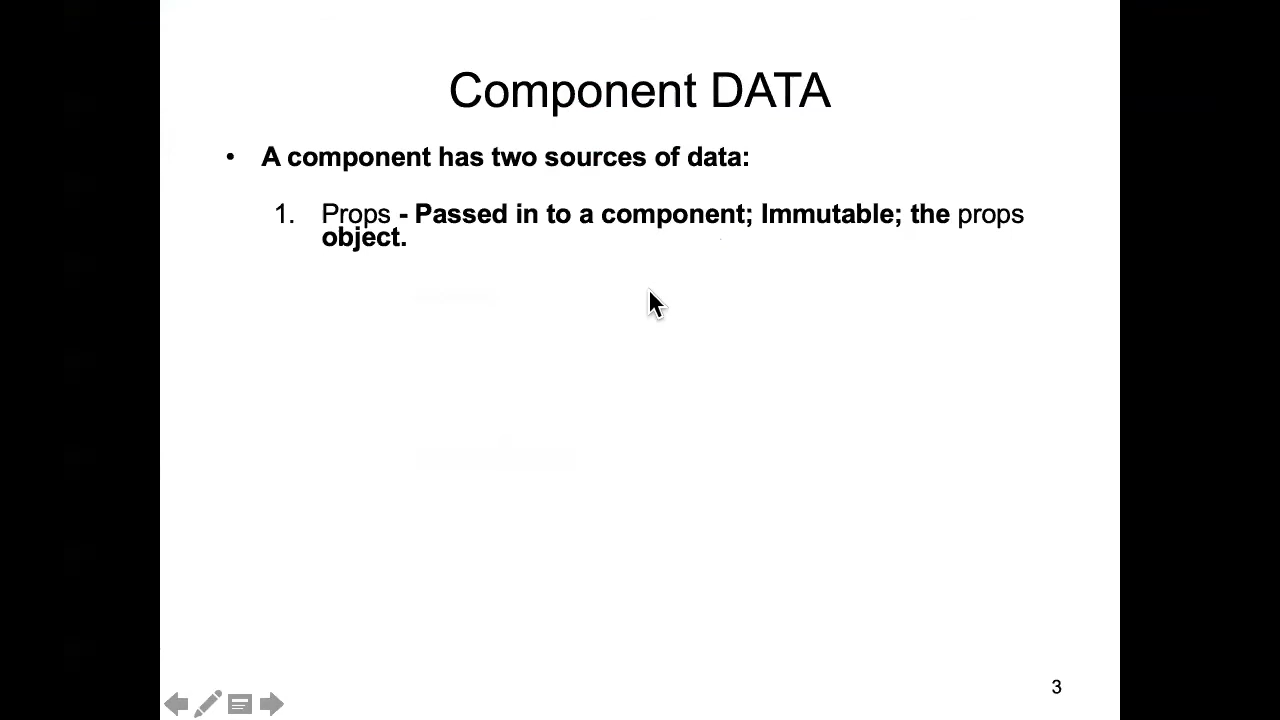 Component DATA
• A component has two sources of data:
1. Props - Passed in to a component; Immutable; the props
object.
3